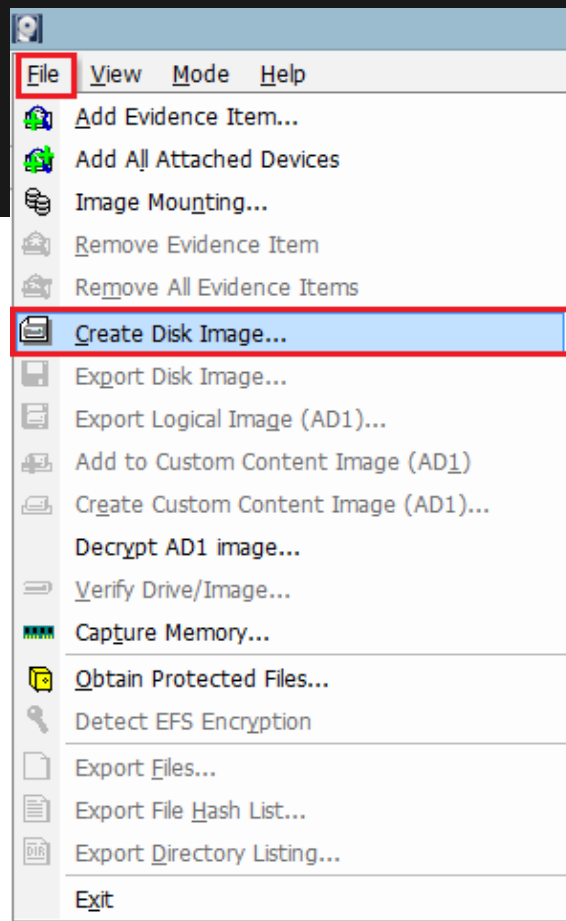 File View Mode Help
Add Evidence Item...
Add All Attached Devices
Image Mounting...
Remove Evidence Item
Remove All Evidence Items
Create Disk Image...
Export Disk Image...
Export Logical Image (AD1)...
Add to Custom Content Image (AD1)
Create Custom Content Image (AD1)...
Decrypt AD1 image...
Verify Drive/Image...
Capture Memory...
Obtain Protected Files...
Detect EFS Encryption
Export Files...
Export File Hash List...
DIR Export Directory Listing...
Exit